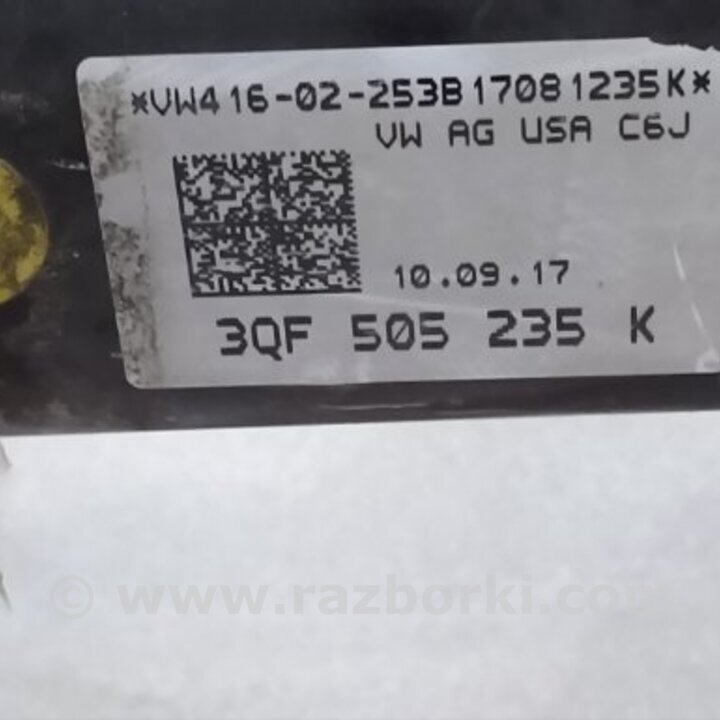 *VW416-02-253B17081235K*
VW AG USA C6J
10.09.17
3QF 505 235 K
© www.razborki.com